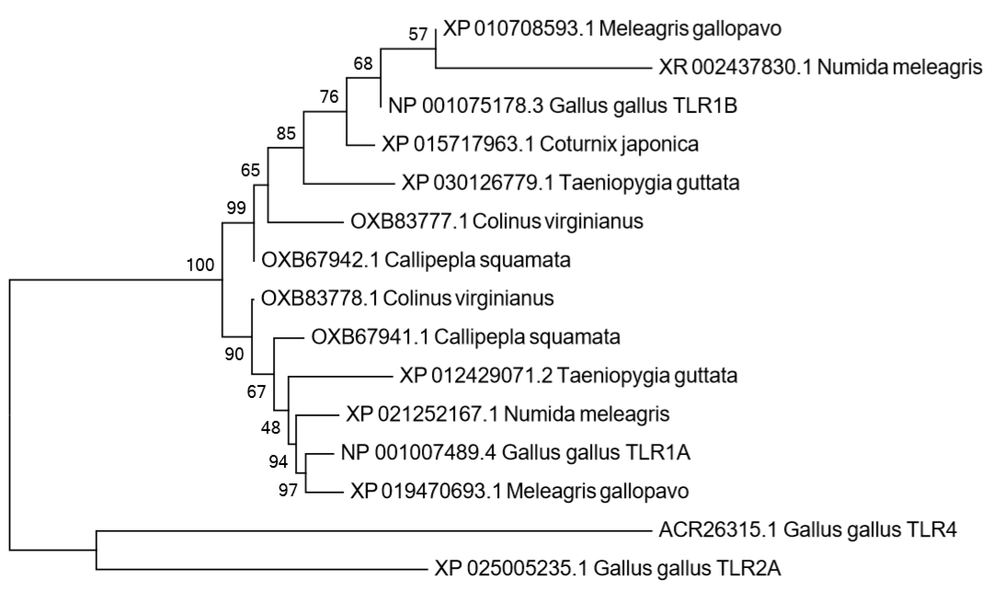 57
XP 010708593.1 Meleagris gallopavo
68
XR 002437830.1 Numida meleagris
76
NP 001075178.3 Gallus gallus TLR1B
85
XP 015717963.1 Coturnix japonica
65
XP 030126779.1 Taeniopygia guttata
99
OXB83777.1 Colinus virginianus
100
OXB67942.1 Callipepla squamata
OXB83778.1 Colinus virginianus
90
OXB67941.1 Callipepla squamata
67
XP 012429071.2 Taeniopygia guttata
48
XP 021252167.1 Numida meleagris
94
NP 001007489.4 Gallus gallus TLR1A
97
XP 019470693.1 Meleagris gallopavo
ACR26315.1 Gallus gallus TLR4
XP 025005235.1 Gallus gallus TLR2A